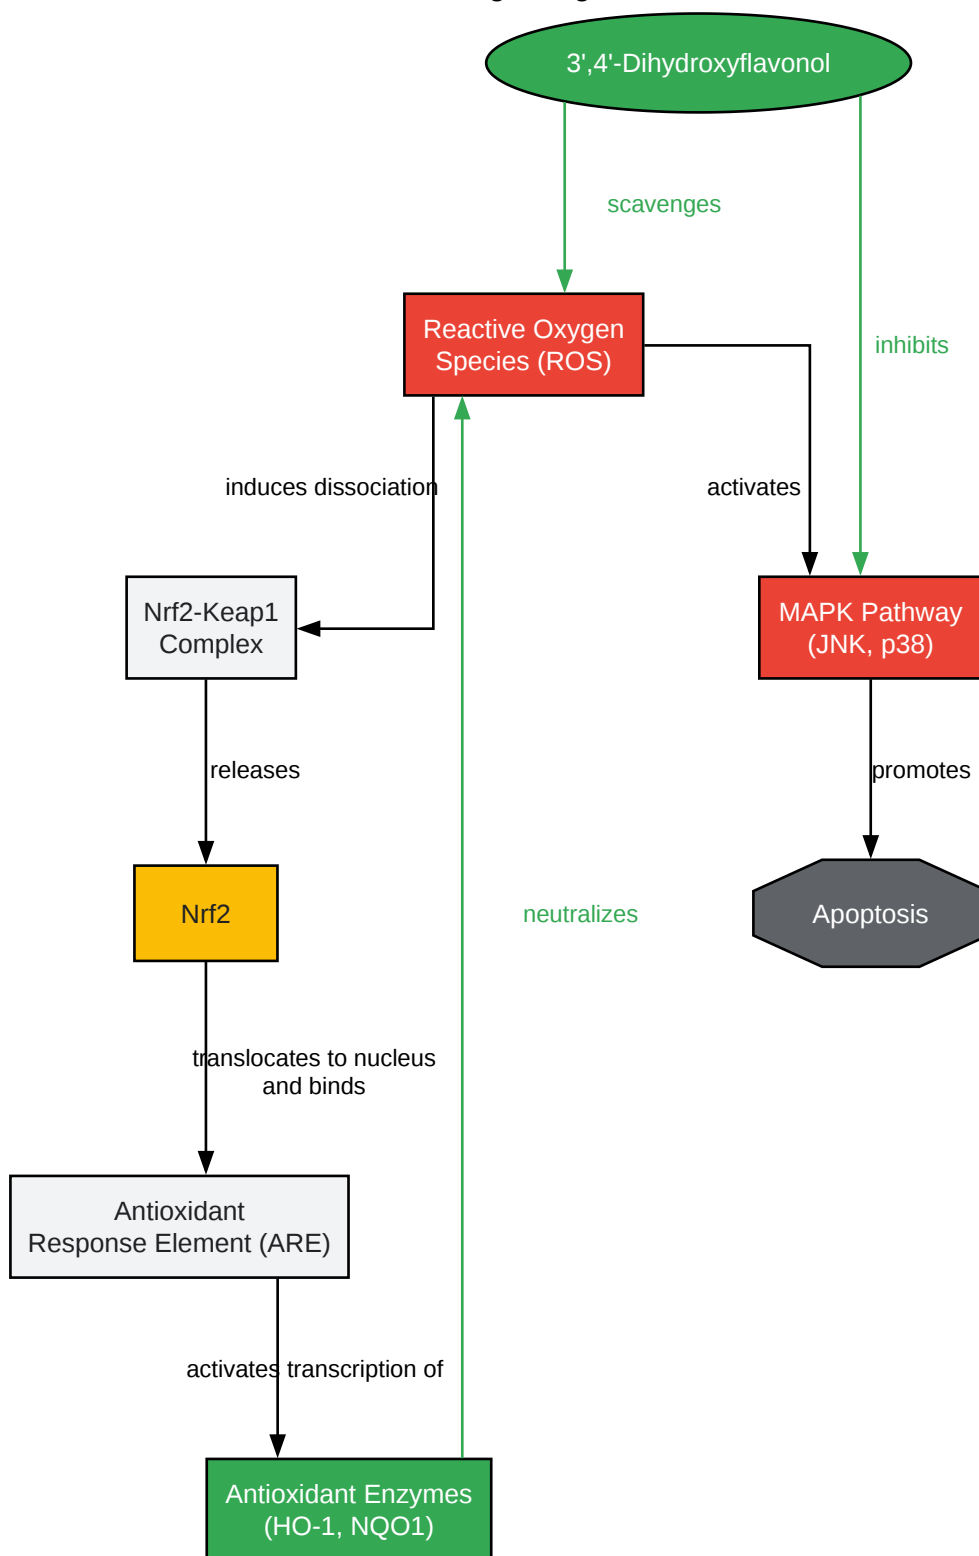 3',4'-Dihydroxyflavonol
scavenges
Reactive Oxygen
Species (ROS)
inhibits
induces dissociation
activates
Nrf2-Keap1
Complex
MAPK Pathway
(JNK, p38)
releases
promotes
Nrf2
neutralizes
Apoptosis
translocates to nucleus
and binds
Antioxidant
Response Element (ARE)
activates transcription of
Antioxidant Enzymes
(HO-1, NQO1)